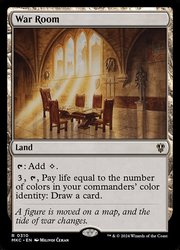 War Room
Land
: Add .
3, , Pay life equal to the number
of colors in your commanders' color
identity: Draw a card.
A figure is moved on a map, and the
tide of war turns.
R 0310
MKC • EN Milivoj Ćeran
™ & © 2024 Wizards of the Coast